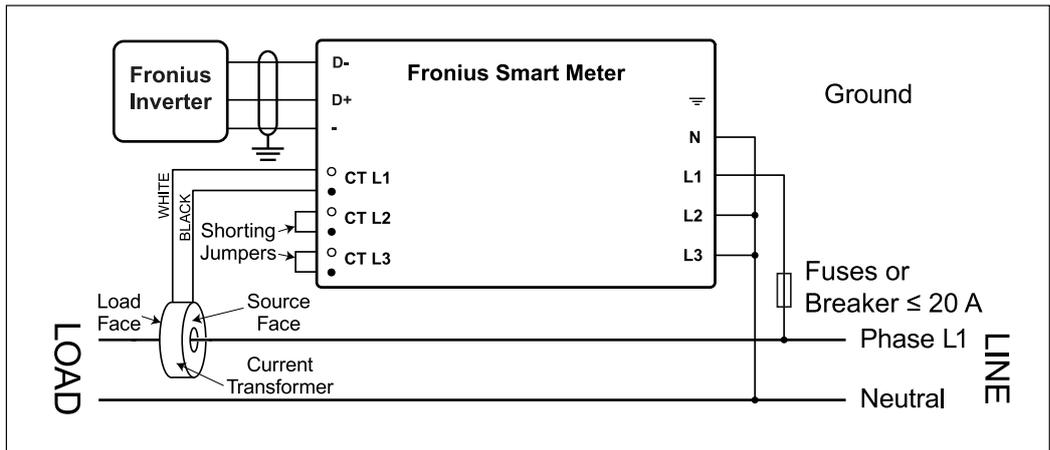 Fronius
Inverter
D-
D+
-
Fronius Smart Meter
Ground
N
L1
L2
L3
WHITE
BLACK
CT L1
CT L2
CT L3
Shorting
Jumpers
Fuses or
Breaker ≤ 20 A
Load
Face
Source
Face
Current
Transformer
LOAD
Phase L1
Neutral
LINE